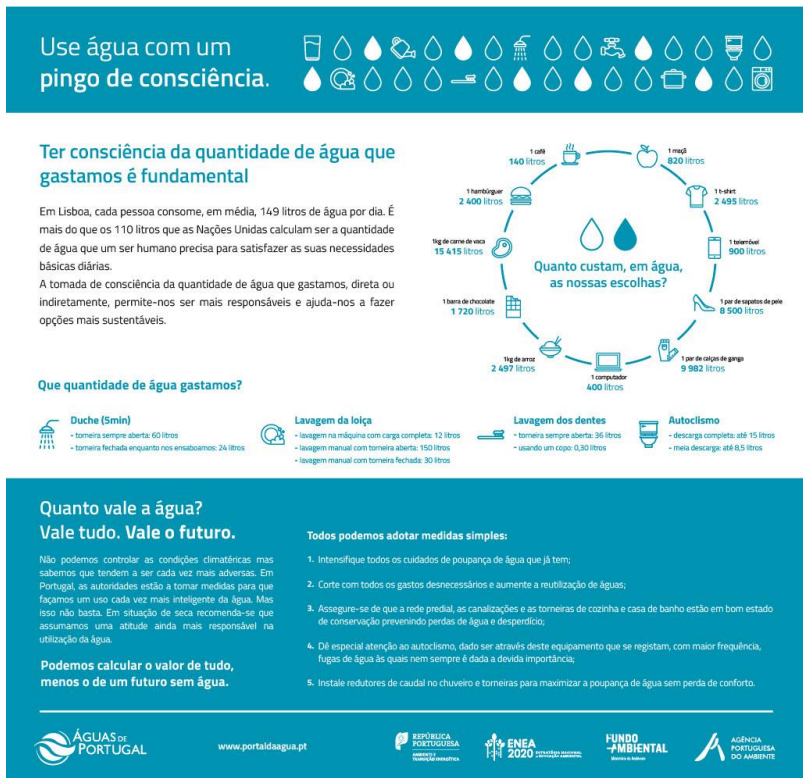 Use água com um
pingo de consciência.
Ter consciência da quantidade de água que
gastamos é fundamental
Em Lisboa, cada pessoa consome, em média, 149 litros de água por dia. É
mais do que os 110 litros que as Nações Unidas calculam ser a quantidade
de água que um ser humano precisa para satisfazer as suas necessidades
básicas diárias.
A tomada de consciência da quantidade de água que gastamos, direta ou
indiretamente, permite-nos ser mais responsáveis e ajuda-nos a fazer
opções mais sustentáveis.
1 café
140 litros
1 maçã
820 litros
1 hambúrguer
2 400 litros
1 t-shirt
2 495 litros
1kg de carne de vaca
15 415 litros
1 telemóvel
900 litros
Quanto custam, em água,
as nossas escolhas?
1 barra de chocolate
1 720 litros
1 par de sapatos de pele
8 500 litros
1kg de arroz
2 497 litros
1 par de calças de ganga
9 982 litros
1 computador
400 litros
Que quantidade de água gastamos?
Duche (5min)
- torneira sempre aberta: 60 litros
- torneira fechada enquanto nos ensaboamos: 24 litros
Lavagem da loiça
- lavagem na máquina com carga completa: 12 litros
- lavagem manual com torneira aberta: 150 litros
- lavagem manual com torneira fechada: 30 litros
Lavagem dos dentes
- torneira sempre aberta: 36 litros
- usando um copo: 0,30 litros
Autoclismo
- descarga completa: até 15 litros
- meia descarga: até 8,5 litros
Quanto vale a água?
Vale tudo. Vale o futuro.
Não podemos controlar as condições climatéricas mas
sabemos que tendem a ser cada vez mais adversas. Em
Portugal, as autoridades estão a tomar medidas para que
façamos um uso cada vez mais inteligente da água. Mas
isso não basta. Em situação de seca recomenda-se que
assumamos uma atitude ainda mais responsável na
utilização da água.
Podemos calcular o valor de tudo,
menos o de um futuro sem água.
Todos podemos adotar medidas simples:
1. Intensifique todos os cuidados de poupança de água que já tem;
2. Corte com todos os gastos desnecessários e aumente a reutilização de águas;
3. Assegure-se de que a rede predial, as canalizações e as torneiras de cozinha e casa de banho estão em bom estado
de conservação prevenindo perdas de água e desperdício;
4. Dê especial atenção ao autoclismo, dado ser através deste equipamento que se registam, com maior frequência,
fugas de água às quais nem sempre é dada a devida importância;
5. Instale redutores de caudal no chuveiro e torneiras para maximizar a poupança de água sem perda de conforto.
ÁGUAS DE
PORTUGAL
www.portaldaagua.pt
REPÚBLICA
PORTUGUESA
AMBIENTE E
TRANSIÇÃO ENERGÉTICA
ENEA
2020 ESTRATÉGIA NACIONAL
DE EDUCAÇÃO AMBIENTAL
FUNDO
AMBIENTAL
Ministério do Ambiente
AGÊNCIA
PORTUGUESA
DO AMBIENTE